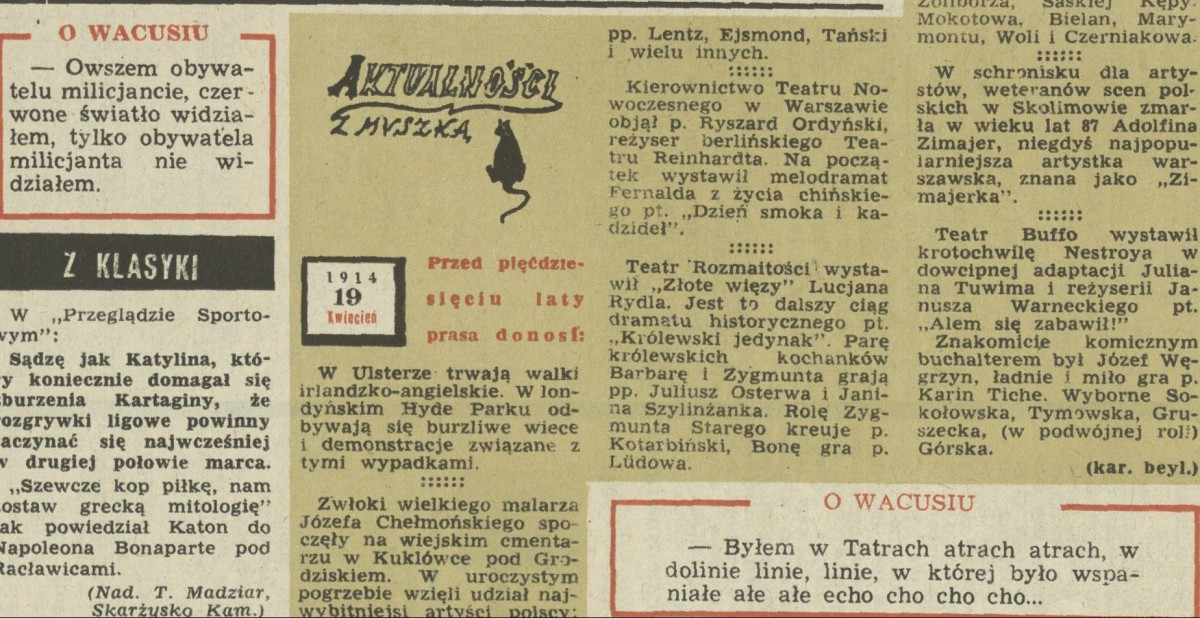 O WACUSIU
— Owszem obywa-
telu milicjancie, czer-
wone światło widzia-
łem, tylko obywatela
milicjanta nie wi-
działem.
Z KLASYKI
W „Przeglądzie Sporto-
wym":
Sądzę jak Katylina, któ-
ry koniecznie domagał się
zburzenia Kartaginy, że
rozgrywki ligowe powinny
zaczynać się najwcześniej
w drugiej połowie marca.
„Szewcze kop piłkę, nam
zostaw grecką mitologię"
jak powiedział Katon do
Napoleona Bonaparte pod
Racławicami.
(Nad. T. Madziar,
Skarżysko Kam.)
AKTUALNOŚCI
Z MYSZKĄ
1914
19
Kwiecień
Przed pięćdzie-
sięciu laty
prasa donosi:
W Ulsterze trwają walki
irlandzko-angielskie. W lon-
dyńskim Hyde Parku od-
bywają się burzliwe wiece
i demonstracje związane z
tymi wypadkami.
Zwłoki wielkiego malarza
Józefa Chełmońskiego spo-
częły na wiejskim cmenta-
rzu w Kuklówce pod Gro-
dziskiem. W uroczystym
pogrzebie wzięli udział naj-
wybitniejsi artyści polscy:
pp. Lentz, Ejsmond, Tański
i wielu innych.
Kierownictwo Teatru No-
woczesnego w Warszawie
objął p. Ryszard Ordyński,
reżyser berlińskiego Tea-
tru Reinhardta. Na począ-
tek wystawił melodramat
Fernalda z życia chińskie-
go pt. „Dzień smoka i ka-
dzideł".
Teatr Rozmaitości wysta-
wił „Złote więzy" Lucjana
Rydla. Jest to dalszy ciąg
dramatu historycznego pt.
„Królewski jedynak". Parę
królewskich kochanków
Barbarę i Zygmunta grają
pp. Juliusz Osterwa i Jani-
na Szylinżanka. Rolę Zyg-
munta Starego kreuje p.
Kotarbiński, Bonę gra p.
Lüdowa.
Żoliborza, Saskiej Kępy,
Mokotowa, Bielan, Mary-
montu, Woli i Czerniakowa.
W schronisku dla arty-
stów, weteranów scen pol-
skich w Skolimowie zmar-
ła w wieku lat 87 Adolfina
Zimajer, niegdyś najpopu-
larniejsza artystka war-
szawska, znana jako „Zi-
majerka".
Teatr Buffo wystawił
krotochwilę Nestroya w
dowcipnej adaptacji Julia-
na Tuwima i reżyserii Ja-
nusza Warneckiego pt.
„Alem się zabawił!"
Znakomicie komicznym
buchalterem był Józef Wę-
grzyn, ładnie i miło gra p.
Karin Tiche. Wyborne So-
kołowska, Tymowska, Gru-
szecka, (w podwójnej roli)
Górska.
(kar. beyl.)
O WACUSIU
— Byłem w Tatrach atrach atrach, w
dolinie linie, linie, w której było wspa-
niałe ałe ałe echo cho cho cho...